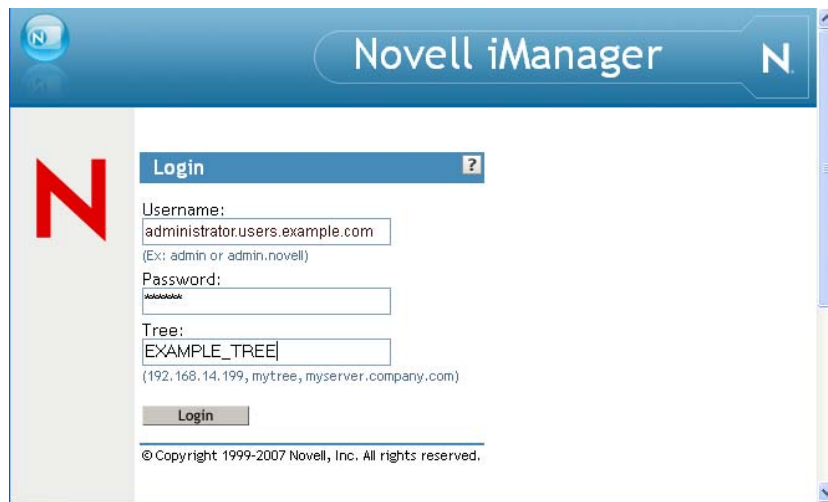 N
Novell iManager
N
N
Login
?
Username:
administrator.users.example.com
(Ex: admin or admin.novell)
Password:
*******
Tree:
EXAMPLE_TREE
(192.168.14.199, mytree, myserver.company.com)
Login
© Copyright 1999-2007 Novell, Inc. All rights reserved.